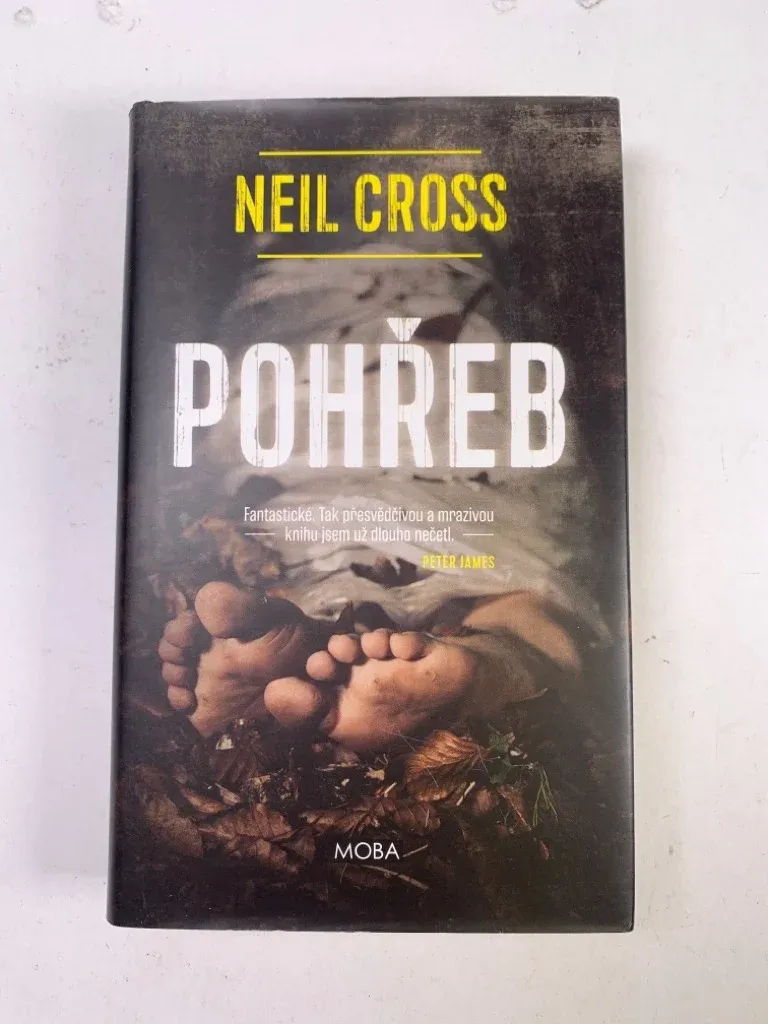 NEIL CROSS
POHŘEB
Fantastické. Tak přesvědčivou a mrazivou
knihu jsem už dlouho nečetl.
PETER JAMES
MOBA